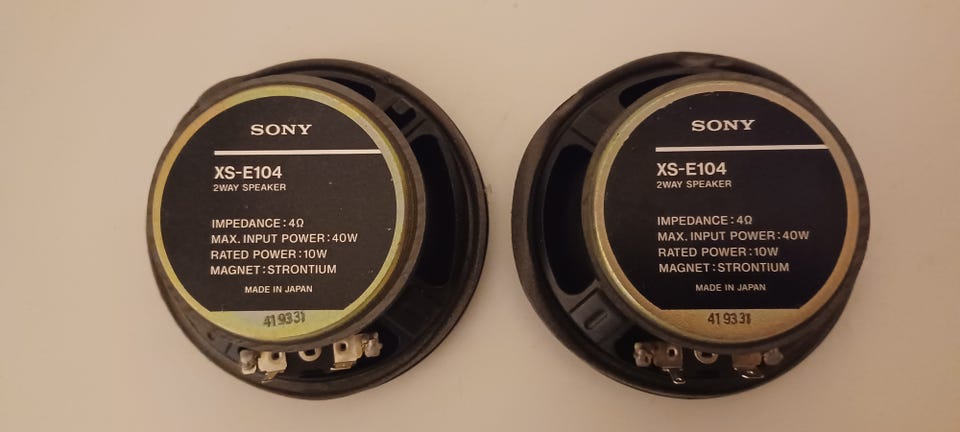 SONY
XS-E104
2WAY SPEAKER
IMPEDANCE : 4Ω
MAX. INPUT POWER : 40W
RATED POWER : 10W
MAGNET : STRONTIUM
MADE IN JAPAN
419331
SONY
XS-E104
2WAY SPEAKER
IMPEDANCE : 4Ω
MAX. INPUT POWER : 40W
RATED POWER : 10W
MAGNET : STRONTIUM
MADE IN JAPAN
419331